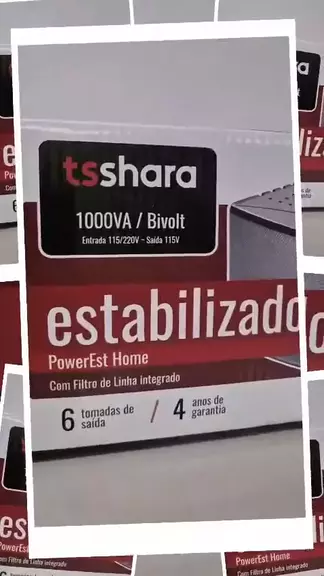 tsshara
1000VA / Bivolt
Entrada 115/220V - Saída 115V
estabilizado
PowerEst Home
Com Filtro de Linha integrado
6 tomadas de saída / 4 anos de garantia